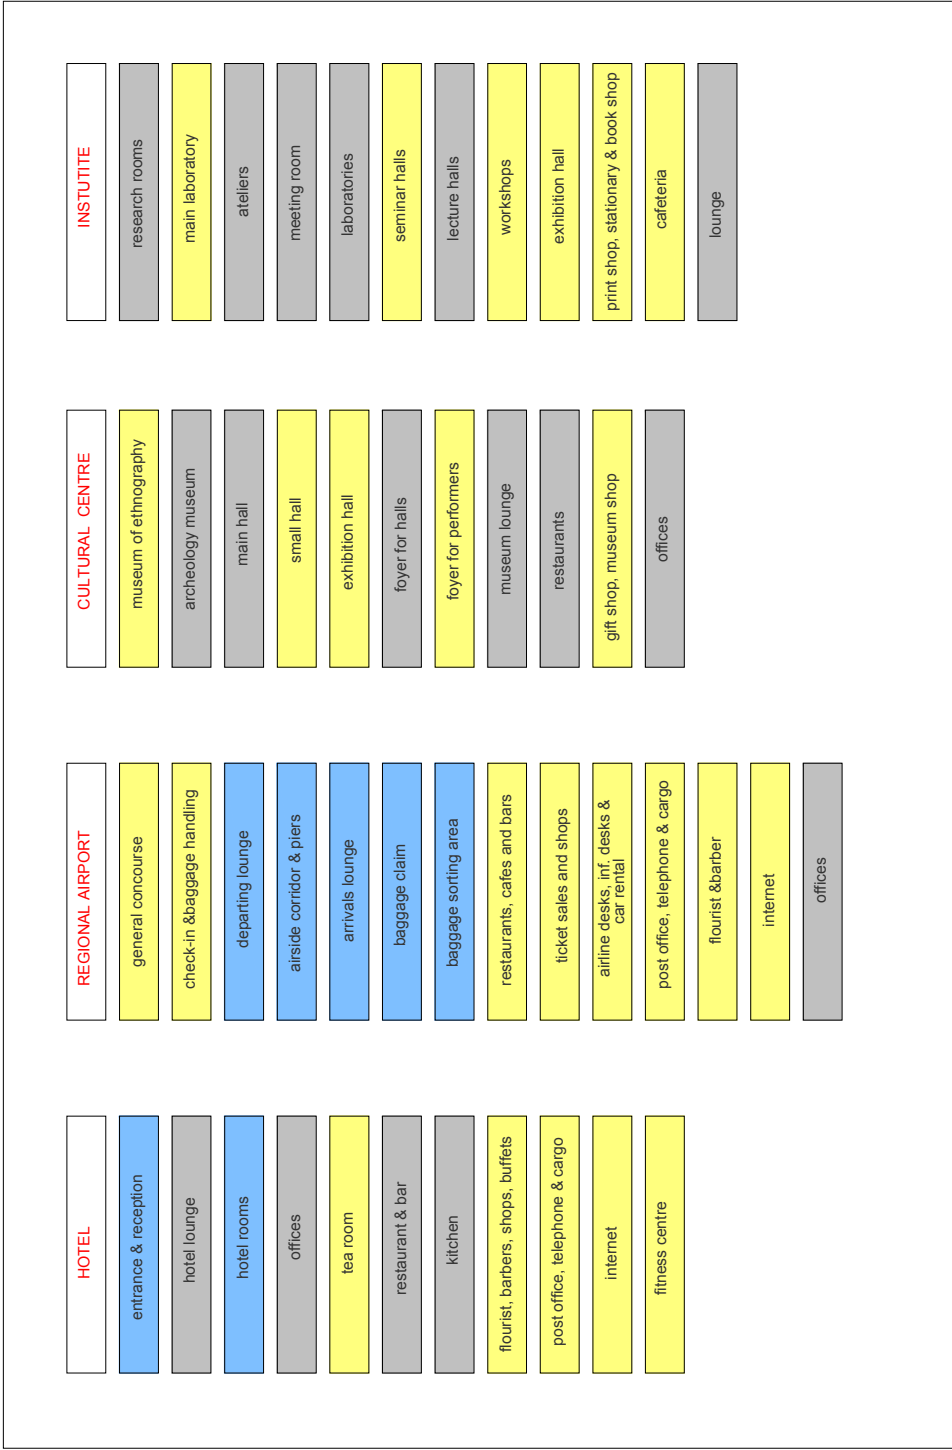 HOTEL
entrance & reception
hotel lounge
hotel rooms
offices
tea room
restaurant & bar
kitchen
flourist, barbers, shops, buffets
post office, telephone & cargo
internet
fitness centre
REGIONAL AIRPORT
general concourse
check-in &baggage handling
departing lounge
airside corridor & piers
arrivals lounge
baggage claim
baggage sorting area
restaurants, cafes and bars
ticket sales and shops
airline desks, inf. desks &
car rental
post office, telephone & cargo
flourist &barber
internet
offices
CULTURAL CENTRE
museum of ethnography
archeology museum
main hall
small hall
exhibition hall
foyer for halls
foyer for performers
museum lounge
restaurants
gift shop, museum shop
offices
INSTUTITE
research rooms
main laboratory
ateliers
meeting room
laboratories
seminar halls
lecture halls
workshops
exhibition hall
print shop, stationary & book shop
cafeteria
lounge